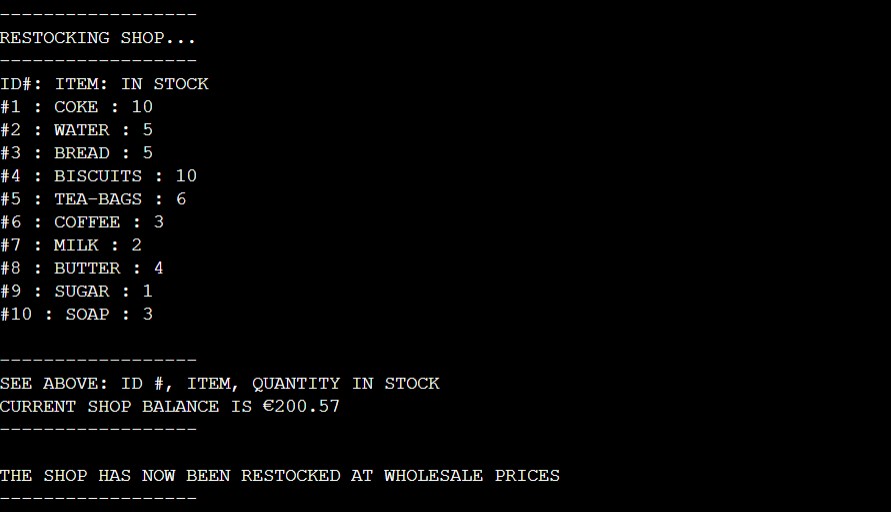 ------------------
RESTOCKING SHOP...
------------------
ID#: ITEM: IN STOCK
#1 : COKE : 10
#2 : WATER : 5
#3 : BREAD : 5
#4 : BISCUITS : 10
#5 : TEA-BAGS : 6
#6 : COFFEE : 3
#7 : MILK : 2
#8 : BUTTER : 4
#9 : SUGAR : 1
#10 : SOAP : 3
------------------
SEE ABOVE: ID #, ITEM, QUANTITY IN STOCK
CURRENT SHOP BALANCE IS €200.57
------------------
THE SHOP HAS NOW BEEN RESTOCKED AT WHOLESALE PRICES
------------------